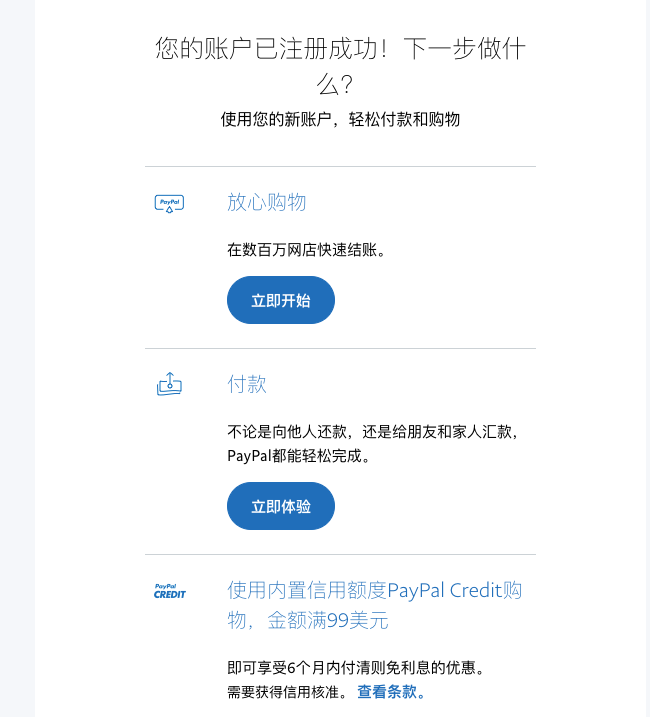 您的账户已注册成功！下一步做什
么？
使用您的新账户，轻松付款和购物
PayPal
放心购物
在数百万网店快速结账。
立即开始
付款
不论是向他人还款，还是给朋友和家人汇款，
PayPal都能轻松完成。
立即体验
PayPal
CREDIT
使用内置信用额度PayPal Credit购
物，金额满99美元
即可享受6个月内付清则免利息的优惠。
需要获得信用核准。 查看条款。